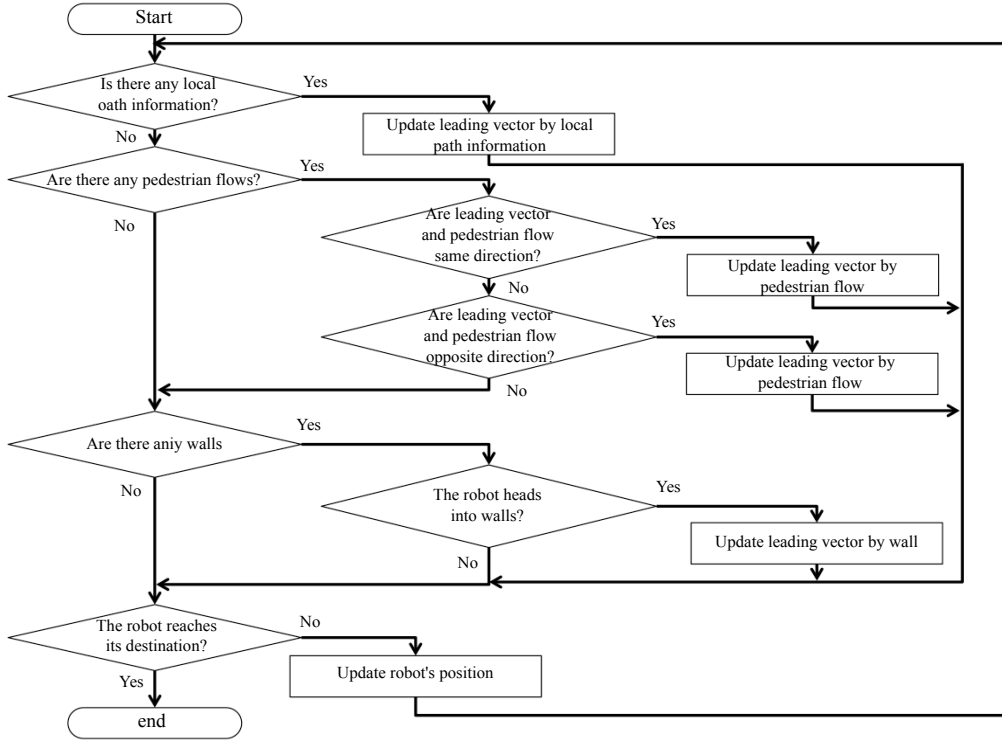 Start
Is there any local
oath information?
Yes
Update leading vector by local
path information
No
Are there any pedestrian flows?
Yes
Are leading vector
and pedestrian flow
same direction?
Yes
Update leading vector by
pedestrian flow
No
No
Are leading vector
and pedestrian flow
opposite direction?
Yes
Update leading vector by
pedestrian flow
No
Are there aniy walls
Yes
The robot heads
into walls?
Yes
Update leading vector by wall
No
No
The robot reaches
its destination?
No
Update robot's position
Yes
end